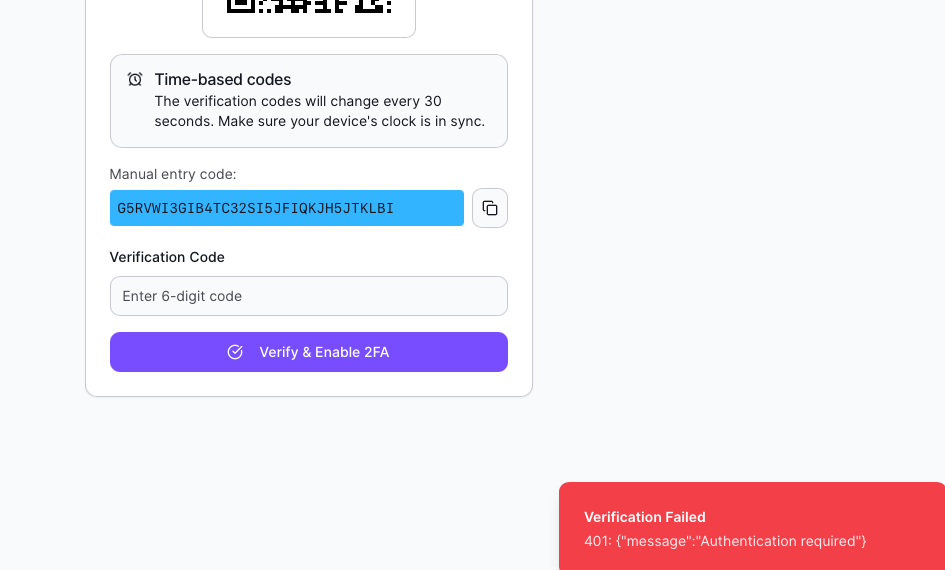 Time-based codes
The verification codes will change every 30
seconds. Make sure your device's clock is in sync.
Manual entry code:
G5RVWI3GIB4TC32SI5JFIQKJH5JTKLBI
Verification Code
Enter 6-digit code
Verify & Enable 2FA
Verification Failed
401: {"message":"Authentication required"}